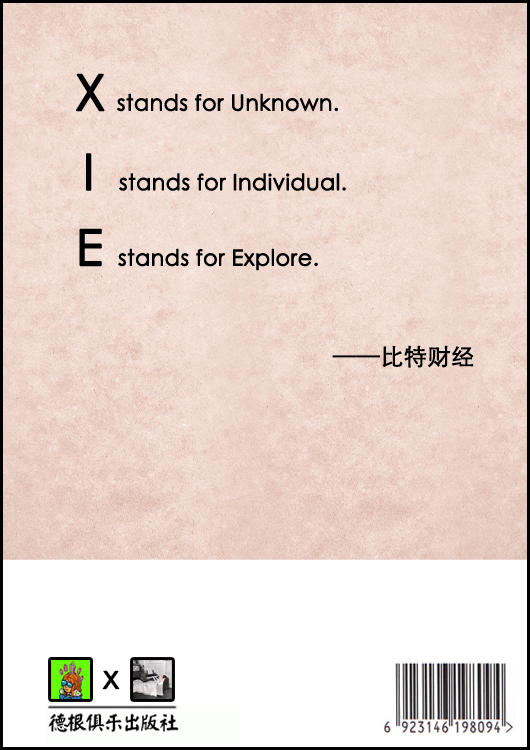 X stands for Unknown.
I stands for Individual.
E stands for Explore.
——比特财经
X
德根俱乐出版社
6 923146 198094 >